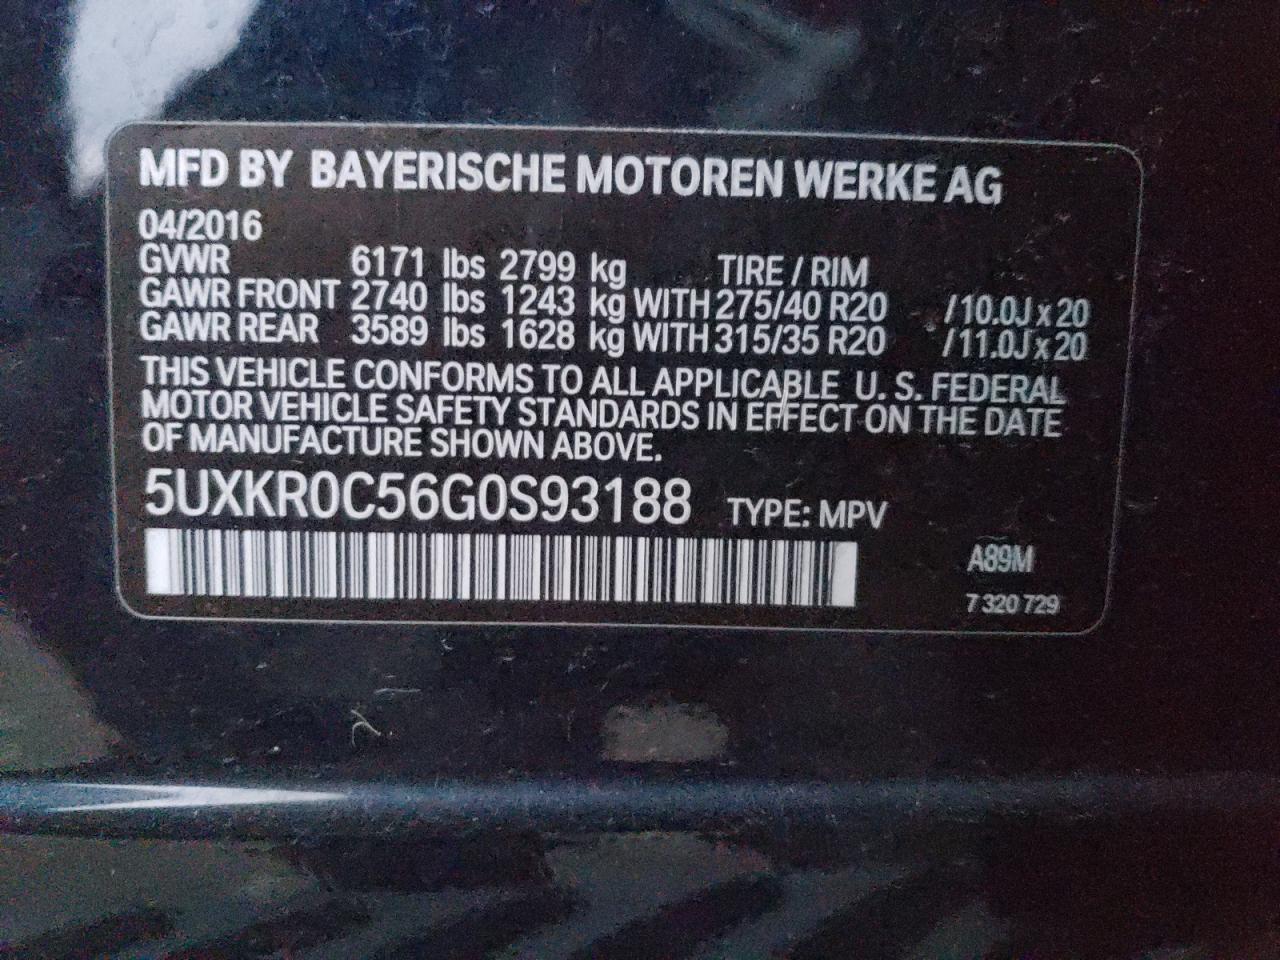 MFD BY BAYERISCHE MOTOREN WERKE AG
04/2016
GVWR 6171 lbs 2799 kg TIRE / RIM
GAWR FRONT 2740 lbs 1243 kg WITH 275/40 R20 /10.0J x 20
GAWR REAR 3589 lbs 1628 kg WITH 315/35 R20 /11.0J x 20
THIS VEHICLE CONFORMS TO ALL APPLICABLE U. S. FEDERAL
MOTOR VEHICLE SAFETY STANDARDS IN EFFECT ON THE DATE
OF MANUFACTURE SHOWN ABOVE.
5UXKR0C56G0S93188 TYPE: MPV
A89M
7 320 729